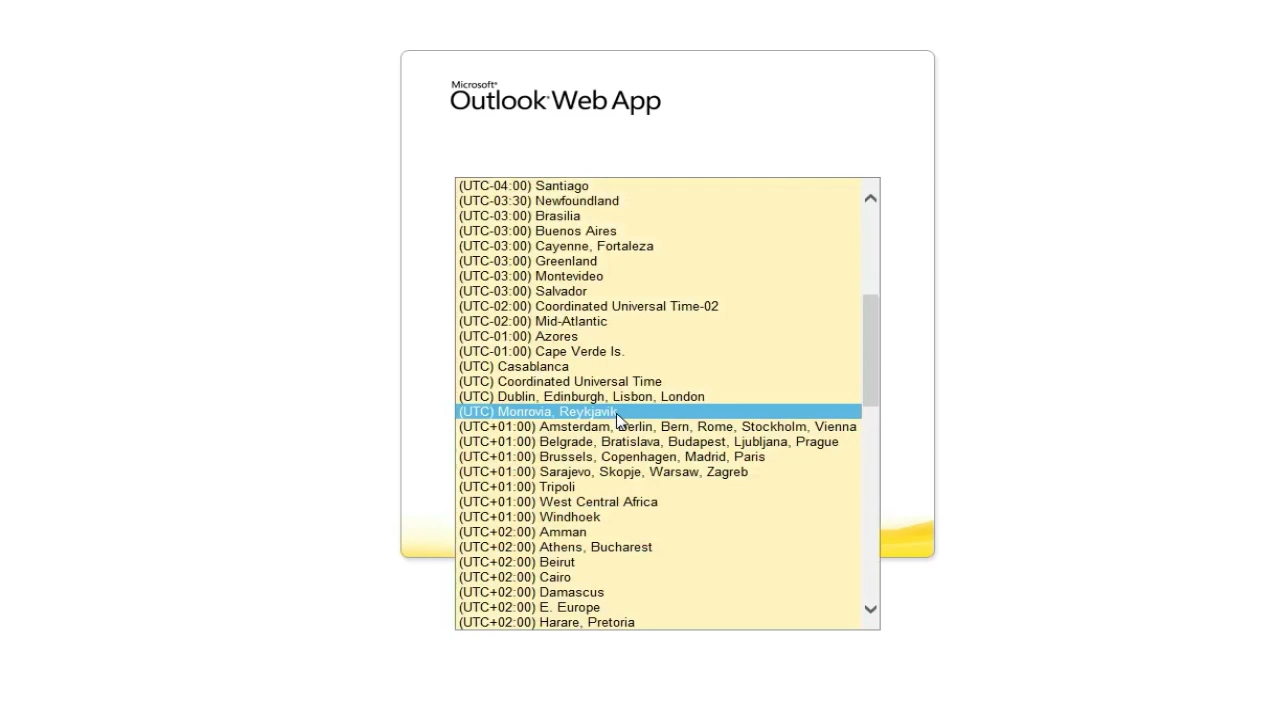 Microsoft®
Outlook® Web App
(UTC-04:00) Santiago
(UTC-03:30) Newfoundland
(UTC-03:00) Brasilia
(UTC-03:00) Buenos Aires
(UTC-03:00) Cayenne, Fortaleza
(UTC-03:00) Greenland
(UTC-03:00) Montevideo
(UTC-03:00) Salvador
(UTC-02:00) Coordinated Universal Time-02
(UTC-02:00) Mid-Atlantic
(UTC-01:00) Azores
(UTC-01:00) Cape Verde Is.
(UTC) Casablanca
(UTC) Coordinated Universal Time
(UTC) Dublin, Edinburgh, Lisbon, London
(UTC) Monrovia, Reykjavik
(UTC+01:00) Amsterdam, Berlin, Bern, Rome, Stockholm, Vienna
(UTC+01:00) Belgrade, Bratislava, Budapest, Ljubljana, Prague
(UTC+01:00) Brussels, Copenhagen, Madrid, Paris
(UTC+01:00) Sarajevo, Skopje, Warsaw, Zagreb
(UTC+01:00) Tripoli
(UTC+01:00) West Central Africa
(UTC+01:00) Windhoek
(UTC+02:00) Amman
(UTC+02:00) Athens, Bucharest
(UTC+02:00) Beirut
(UTC+02:00) Cairo
(UTC+02:00) Damascus
(UTC+02:00) E. Europe
(UTC+02:00) Harare, Pretoria